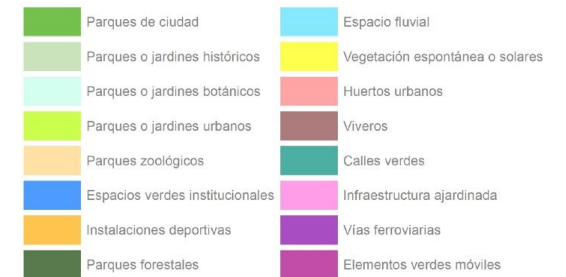 Parques de ciudad
Parques o jardines históricos
Parques o jardines botánicos
Parques o jardines urbanos
Parques zoológicos
Espacios verdes institucionales
Instalaciones deportivas
Parques forestales
Espacio fluvial
Vegetación espontánea o solares
Huertos urbanos
Viveros
Calles verdes
Infraestructura ajardinada
Vías ferroviarias
Elementos verdes móviles